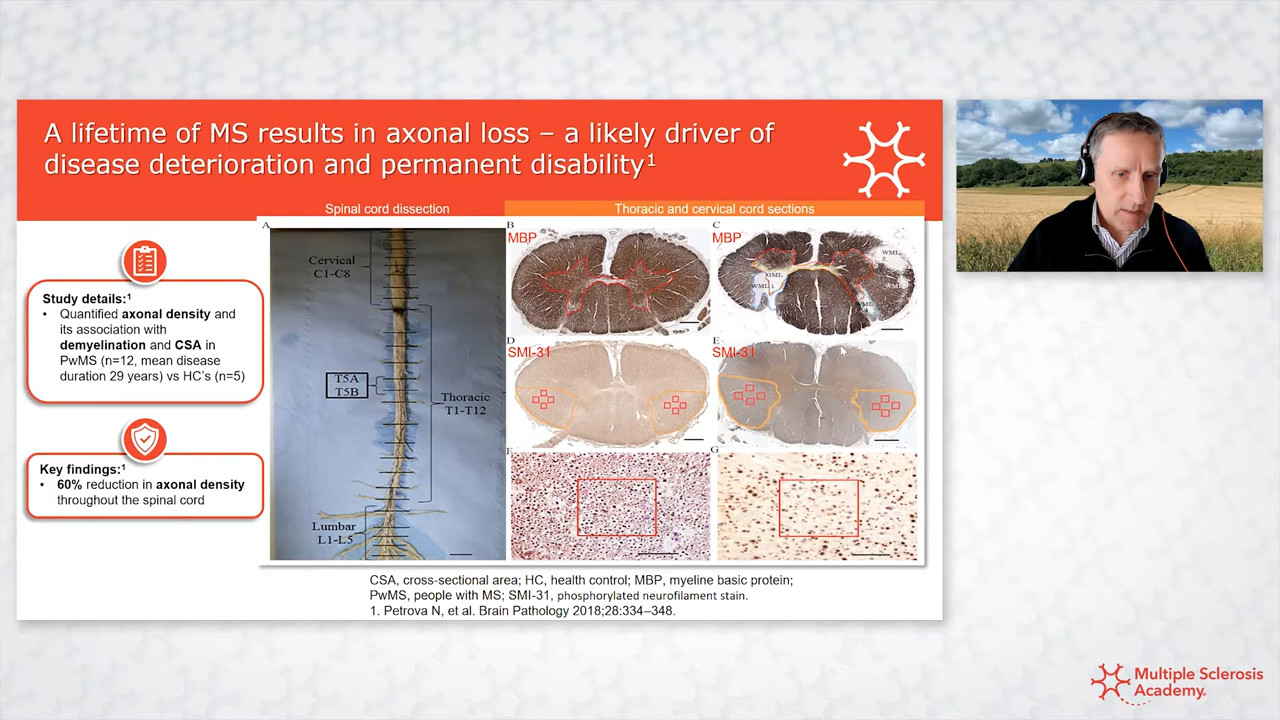 A lifetime of MS results in axonal loss – a likely driver of
disease deterioration and permanent disability¹
Spinal cord dissection
Thoracic and cervical cord sections
Study details:¹
• Quantified axonal density and
its association with
demyelination and CSA in
PwMS (n=12, mean disease
duration 29 years) vs HC's (n=5)
Key findings:¹
• 60% reduction in axonal density
throughout the spinal cord
A
Cervical
C1-C8
T5A
T5B
Thoracic
T1-T12
Lumbar
L1-L5
B
MBP
C
MBP
GML
WML 1
WML
2
D
SMI-31
E
SMI-31
F
G
CSA, cross-sectional area; HC, health control; MBP, myeline basic protein;
PwMS, people with MS; SMI-31, phosphorylated neurofilament stain.
1. Petrova N, et al. Brain Pathology 2018;28:334–348.
Multiple Sclerosis
Academy